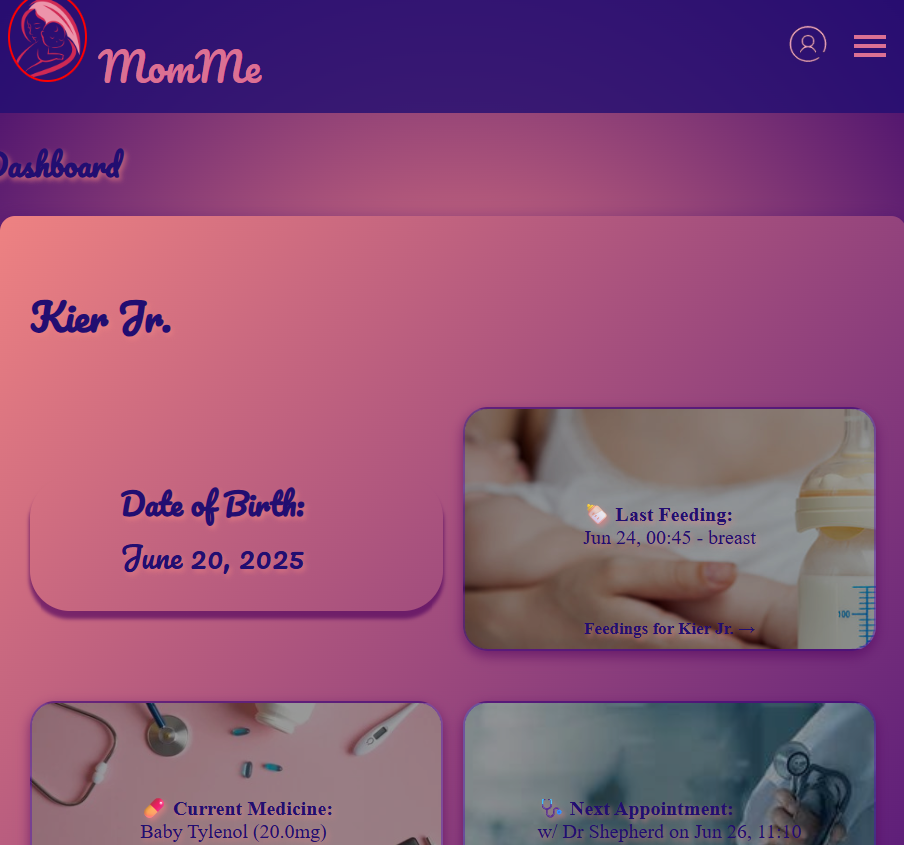 MomMe
Dashboard
Kier Jr.
Date of Birth:
June 20, 2025
Last Feeding:
Jun 24, 00:45 - breast
100
Feedings for Kier Jr. →
Current Medicine:
Baby Tylenol (20.0mg)
Next Appointment:
w/ Dr Shepherd on Jun 26, 11:10